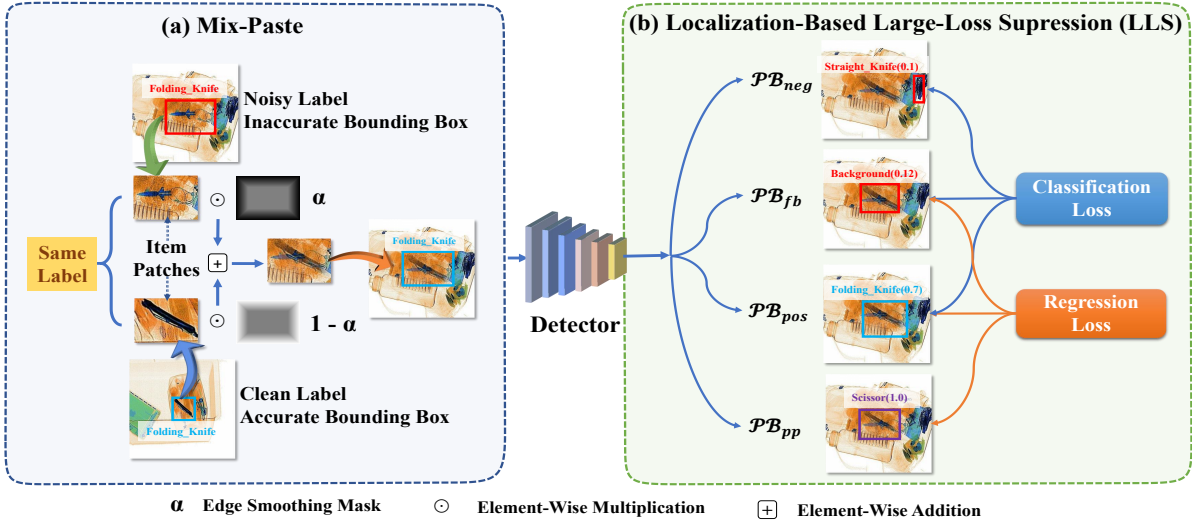 (a) Mix-Paste
Folding_Knife
Noisy Label
Inaccurate Bounding Box
α
Same
Label
Item
Patches
+
Folding_Knife
1 - α
Clean Label
Accurate Bounding Box
Folding_Knife
Detector
(b) Localization-Based Large-Loss Supression (LLS)
PBneg
Straight_Knife(0.1)
PBfb
Background(0.12)
Classification
Loss
PBpos
Folding_Knife(0.7)
Regression
Loss
PBpp
Scissor(1.0)
α Edge Smoothing Mask ⊙ Element-Wise Multiplication + Element-Wise Addition